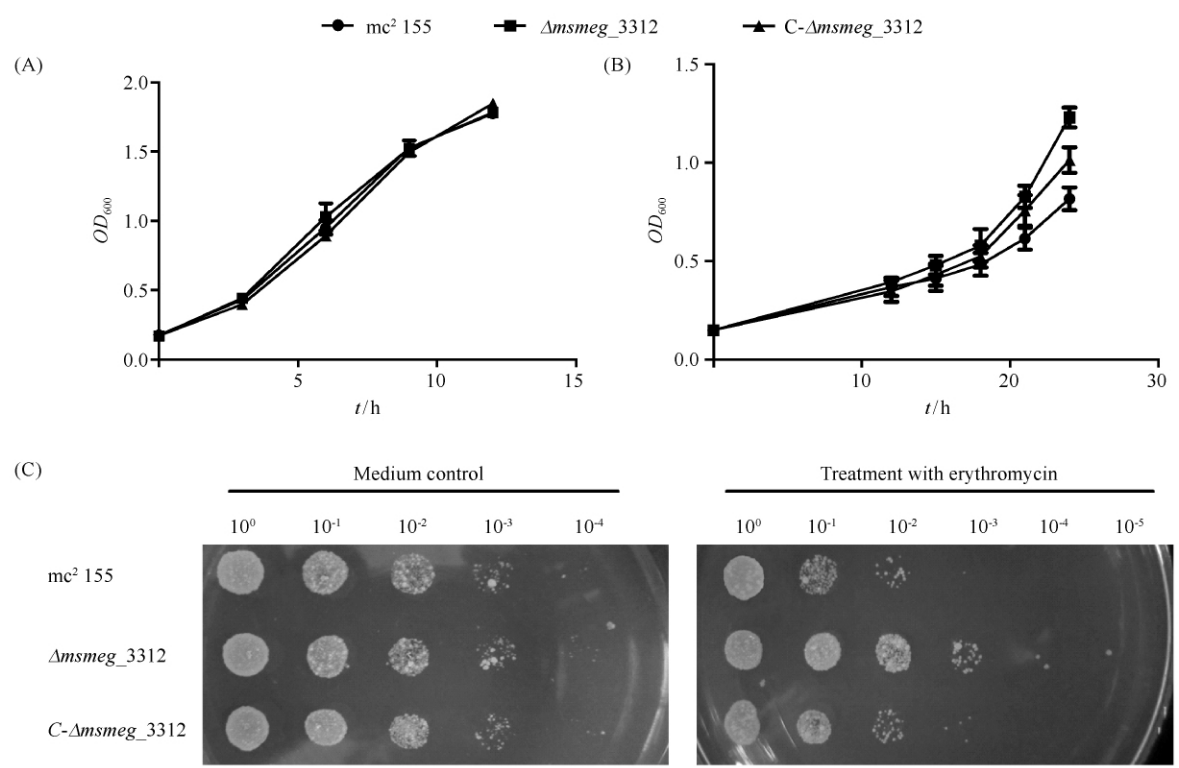 mc² 155 Δmsmeg_3312 C-Δmsmeg_3312
(A)
2.0
1.5
1.0
0.5
0.0
OD₆₀₀
5 10 15
t/h
(B)
1.5
1.0
0.5
0.0
OD₆₀₀
10 20 30
t/h
(C)
Medium control Treatment with erythromycin
10⁰ 10⁻¹ 10⁻² 10⁻³ 10⁻⁴ 10⁰ 10⁻¹ 10⁻² 10⁻³ 10⁻⁴ 10⁻⁵
mc² 155
Δmsmeg_3312
C-Δmsmeg_3312